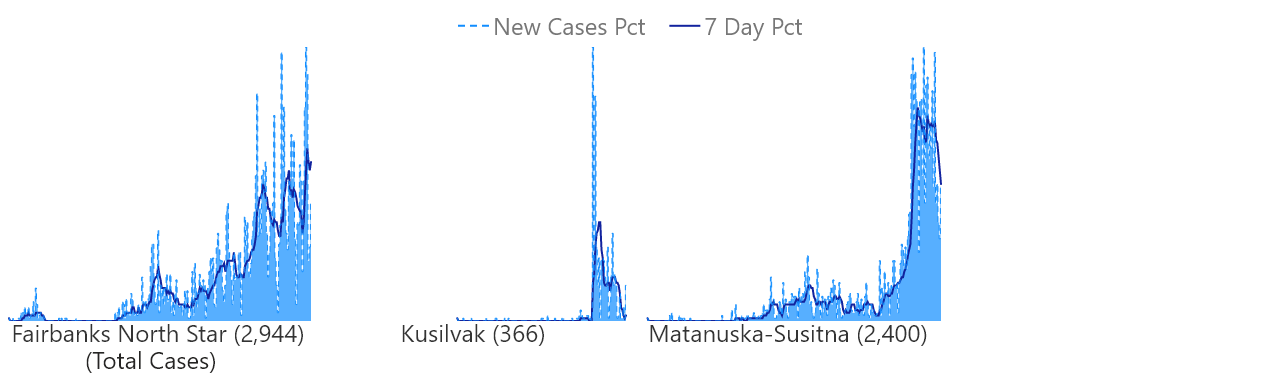 New Cases Pct 7 Day Pct
Fairbanks North Star (2,944) Kusilvak (366) Matanuska-Susitna (2,400)
(Total Cases)